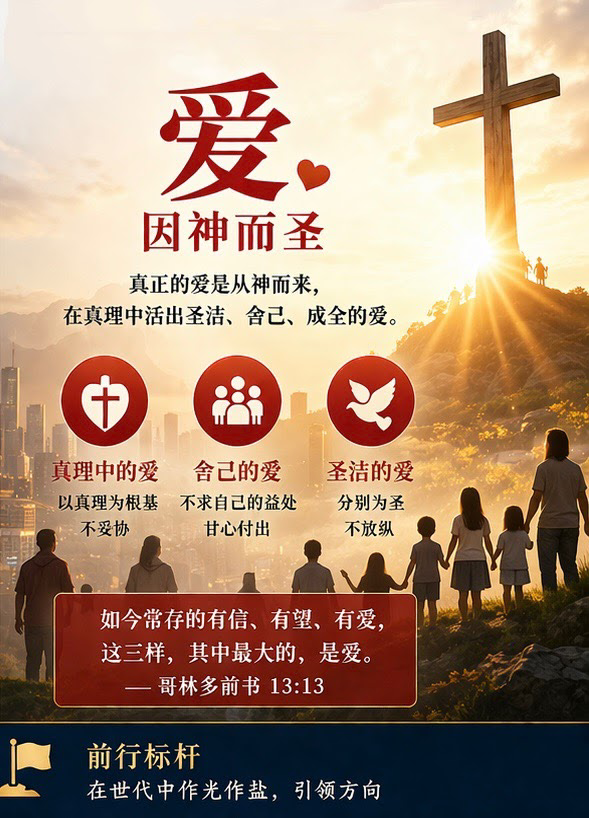 爱
因神而圣
真正的爱是从神而来，
在真理中活出圣洁、舍己、成全的爱。
真理中的爱
以真理为根基
不妥协
舍己的爱
不求自己的益处
甘心付出
圣洁的爱
分别为圣
不放纵
如今常存的有信、有望、有爱，
这三样，其中最大的，是爱。
— 哥林多前书 13:13
前行标杆
在世代中作光作盐，引领方向